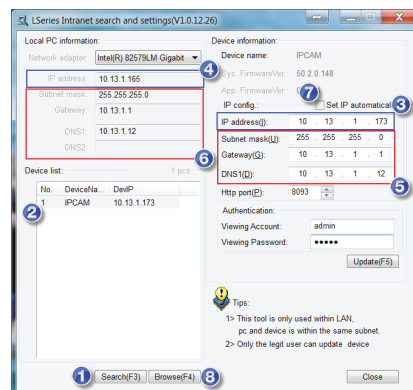 LSeries Intranet search and settings(V1.0.12.26)
Local PC information:
Network adapter: Intel(R) 82579LM Gigabit
4
IP address: 10.13.1.165
Subnet mask: 255.255.255.0
Gateway: 10.13.1.1
DNS1: 10.13.1.12
DNS2:
6
Device list: 1 pcs
No. DeviceNa... DevIP
1 IPCAM 10.13.1.173
2
1 Search(F3) Browse(F4) 8
Device information:
Device name: IPCAM
Sys. FirmwareVer: 50.2.0.148
App. FirmwareVer:
7
IP config.: Set IP automatical
3
IP address(I): 10 . 13 . 1 . 173
Subnet mask(U): 255 . 255 . 255 . 0
Gateway(G): 10 . 13 . 1 . 1
DNS1(D): 10 . 13 . 1 . 12
5
Http port(P): 8093
Authentication:
Viewing Account: admin
Viewing Password: •••••
Update(F5)
Tips:
1> This tool is only used within LAN,
pc and device is within the same subnet.
2> Only the legit user can update device
Close